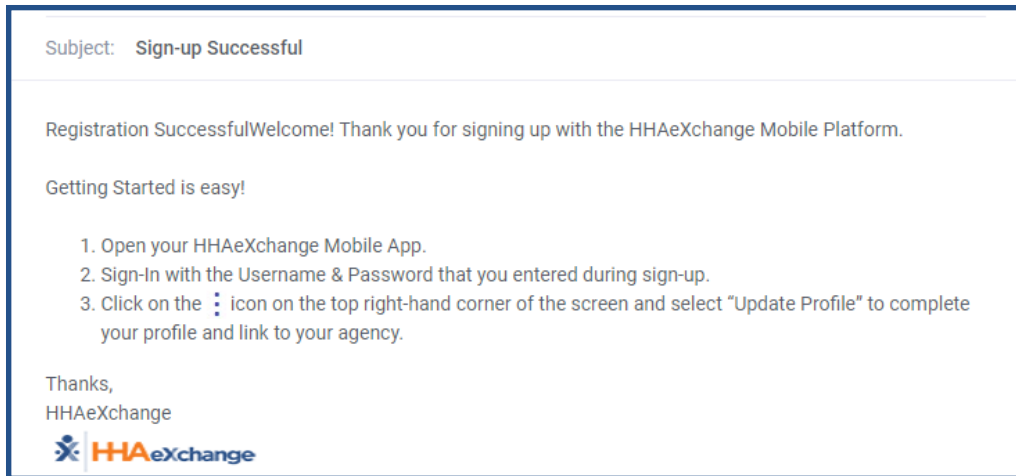 Subject: Sign-up Successful
Registration SuccessfulWelcome! Thank you for signing up with the HHAeXchange Mobile Platform.
Getting Started is easy!
1. Open your HHAeXchange Mobile App.
2. Sign-In with the Username & Password that you entered during sign-up.
3. Click on the ⋮ icon on the top right-hand corner of the screen and select “Update Profile” to complete
your profile and link to your agency.
Thanks,
HHAeXchange
HHAeXchange